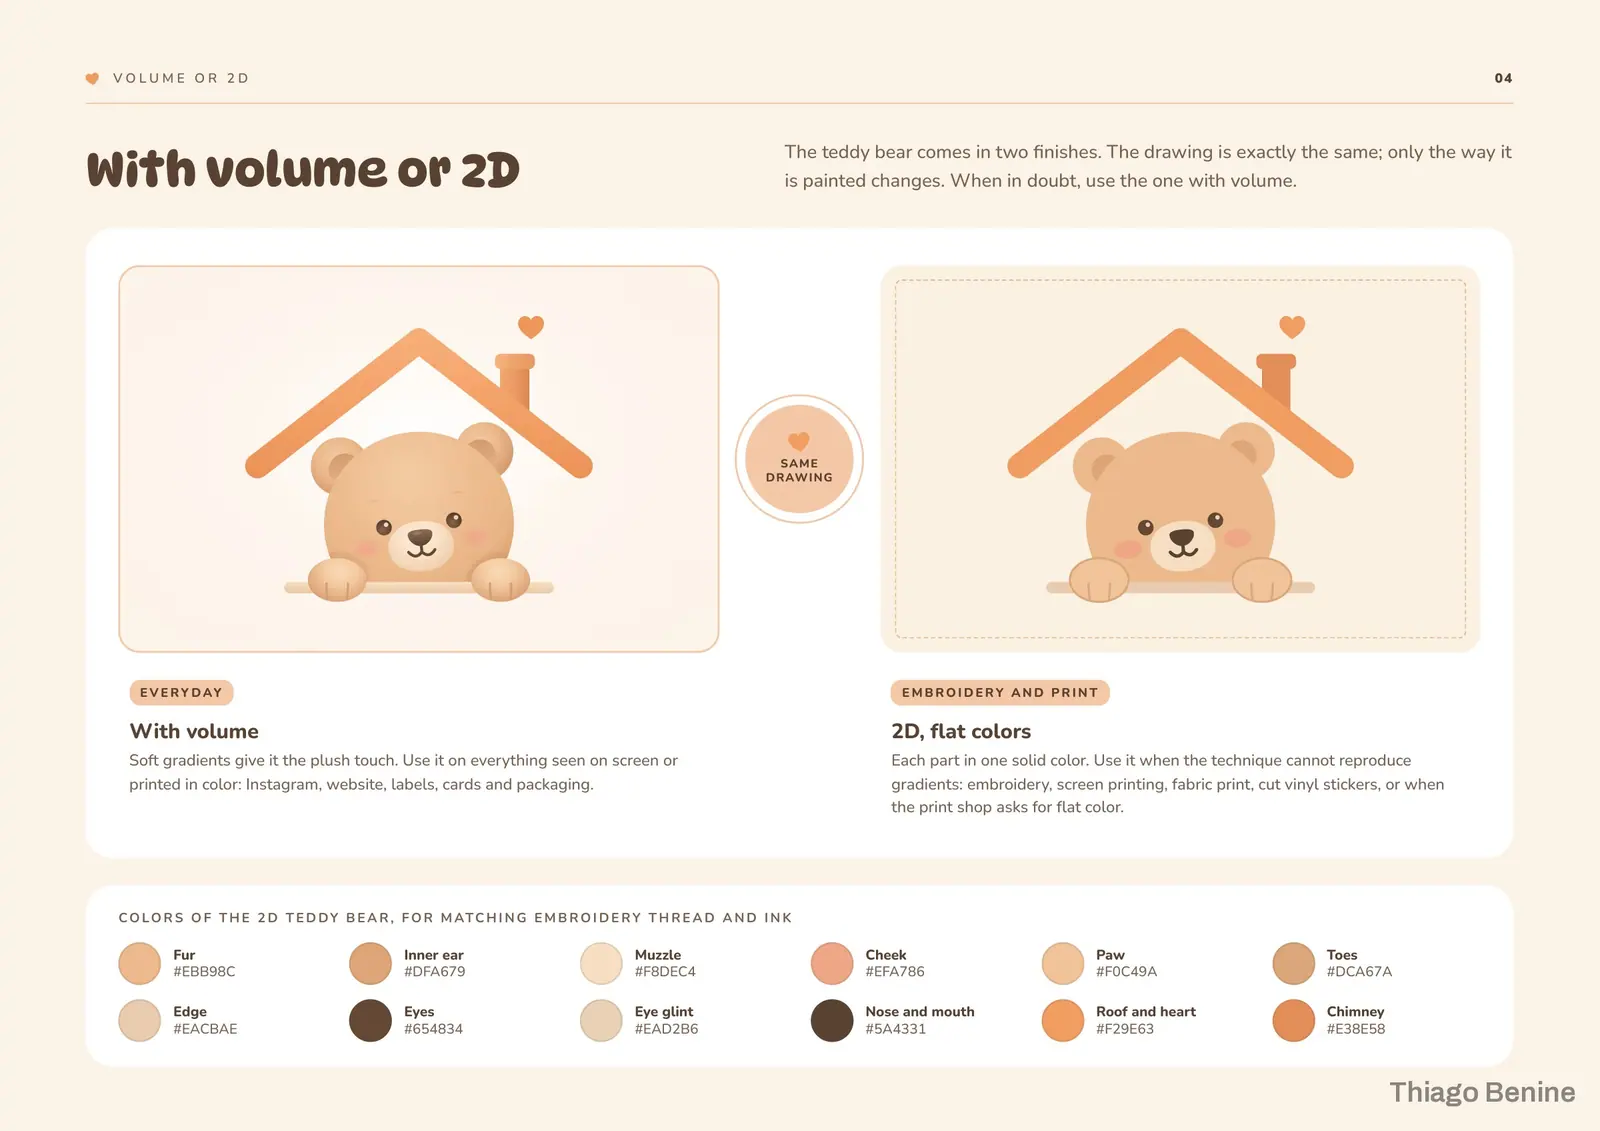 VOLUME OR 2D
04
With volume or 2D
The teddy bear comes in two finishes. The drawing is exactly the same; only the way it
is painted changes. When in doubt, use the one with volume.
SAME
DRAWING
EVERYDAY
With volume
Soft gradients give it the plush touch. Use it on everything seen on screen or
printed in color: Instagram, website, labels, cards and packaging.
EMBROIDERY AND PRINT
2D, flat colors
Each part in one solid color. Use it when the technique cannot reproduce
gradients: embroidery, screen printing, fabric print, cut vinyl stickers, or when
the print shop asks for flat color.
COLORS OF THE 2D TEDDY BEAR, FOR MATCHING EMBROIDERY THREAD AND INK
Fur
#EBB98C
Inner ear
#DFA679
Muzzle
#F8DEC4
Cheek
#EFA786
Paw
#F0C49A
Toes
#DCA67A
Edge
#EACBAE
Eyes
#654834
Eye glint
#EAD2B6
Nose and mouth
#5A4331
Roof and heart
#F29E63
Chimney
#E38E58
Thiago Benine